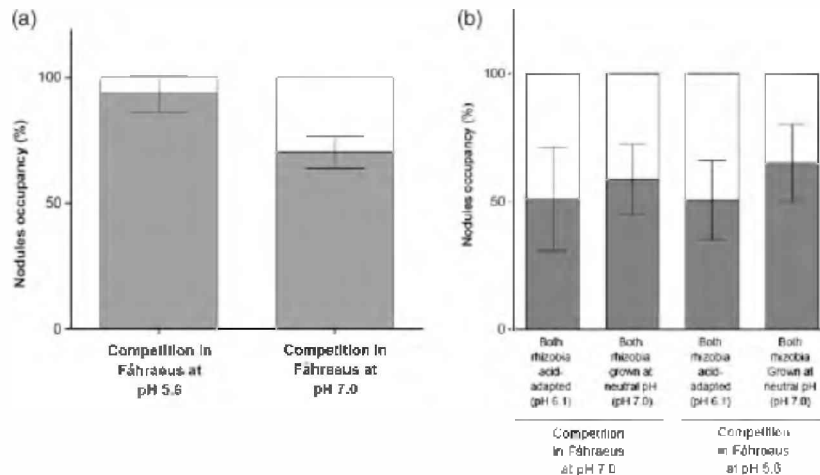 (a)
100
50
0
Nodules occupancy (%)
Competition in
Fåhraeus at
pH 5.6
Competition in
Fåhraeus at
pH 7.0
(b)
100
50
0
Nodules occupancy (%)
Both
rhizobia
acid-
adapted
(pH 6.1)
Both
rhizobia
grown at
neutral pH
(pH 7.0)
Both
rhizobia
acid-
adapted
(pH 6.1)
Both
rhizobia
Grown at
neutral pH
(pH 7.0)
Competition
in Fåhraeus
at pH 7.0
Competition
in Fåhraeus
at pH 5.6